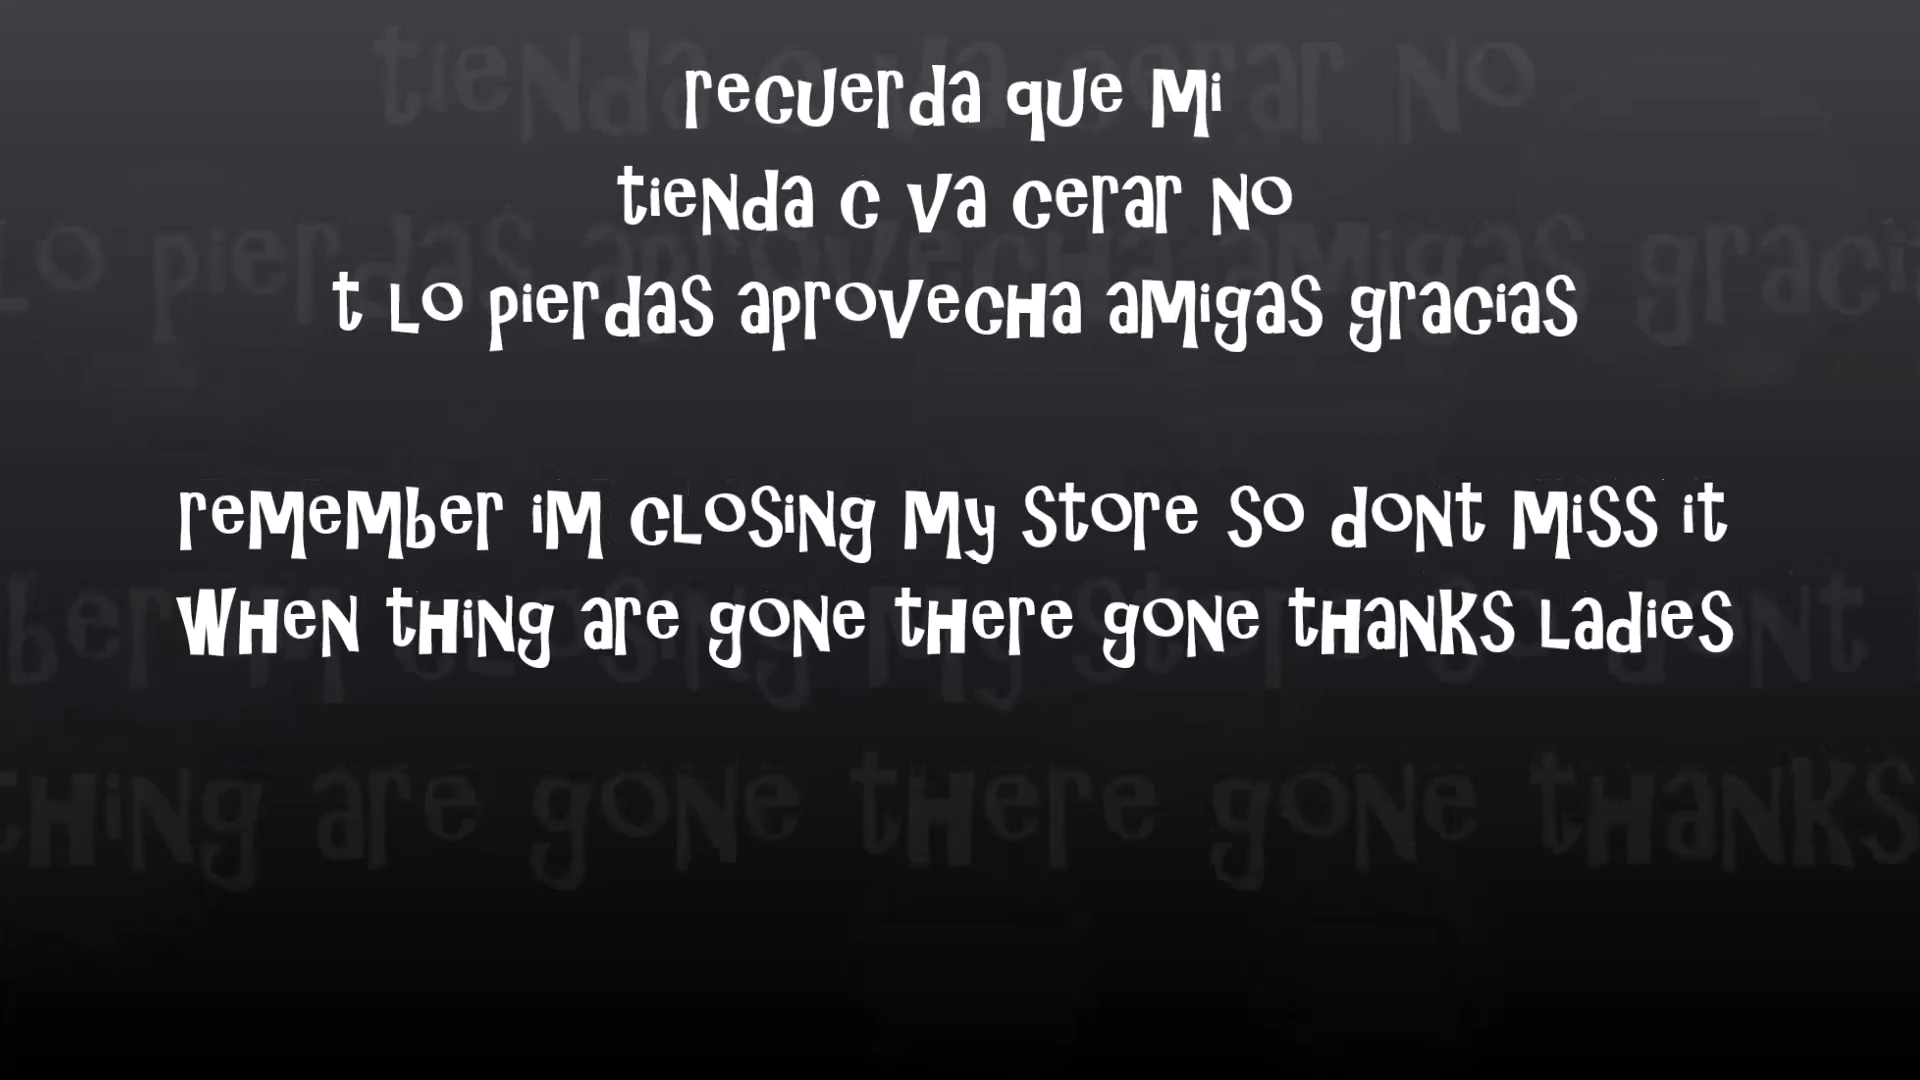 recuerda que mi
tienda c va cerar no
t lo pierdas aprovecha amigas gracias
remember im closing my store so dont miss it
when thing are gone there gone thanks ladies